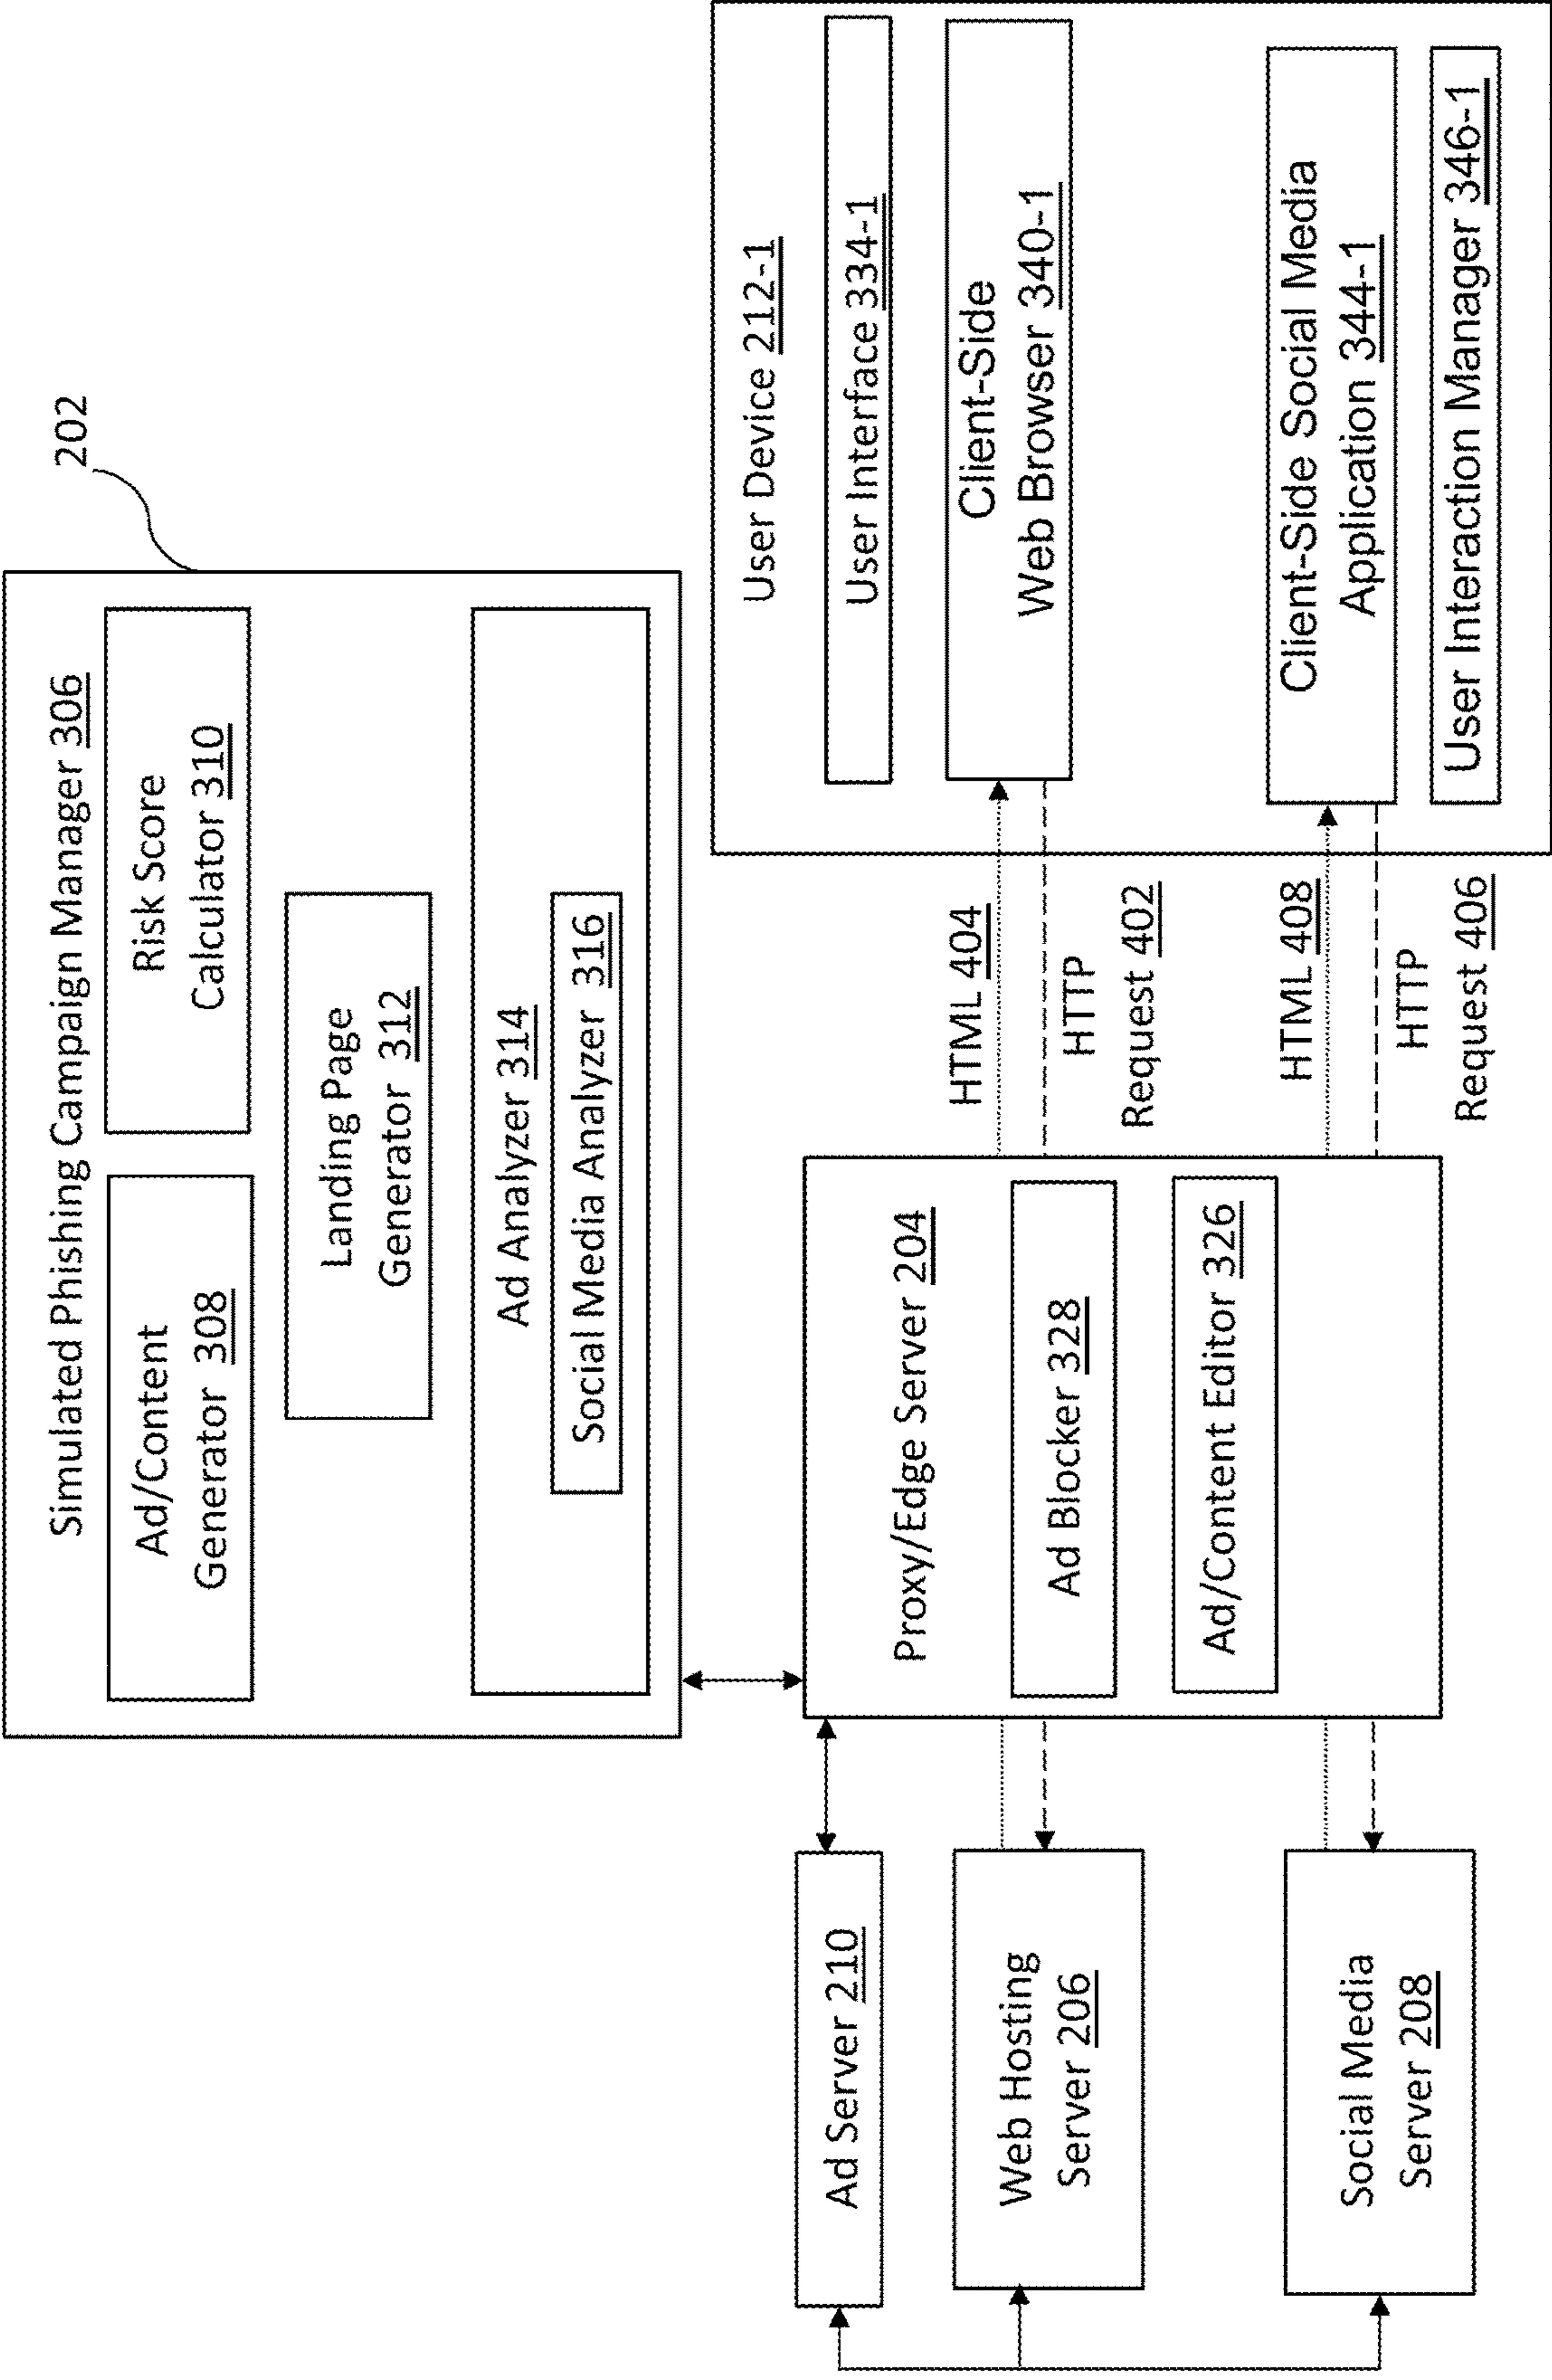 202
Simulated Phishing Campaign Manager 306
Ad/Content
Generator 308
Risk Score
Calculator 310
Landing Page
Generator 312
Ad Analyzer 314
Social Media Analyzer 316
Ad Server 210
Web Hosting
Server 206
Social Media
Server 208
Proxy/Edge Server 204
Ad Blocker 328
Ad/Content Editor 326
HTML 404
HTTP
Request 402
HTML 408
HTTP
Request 406
User Device 212-1
User Interface 334-1
Client-Side
Web Browser 340-1
Client-Side Social Media
Application 344-1
User Interaction Manager 346-1